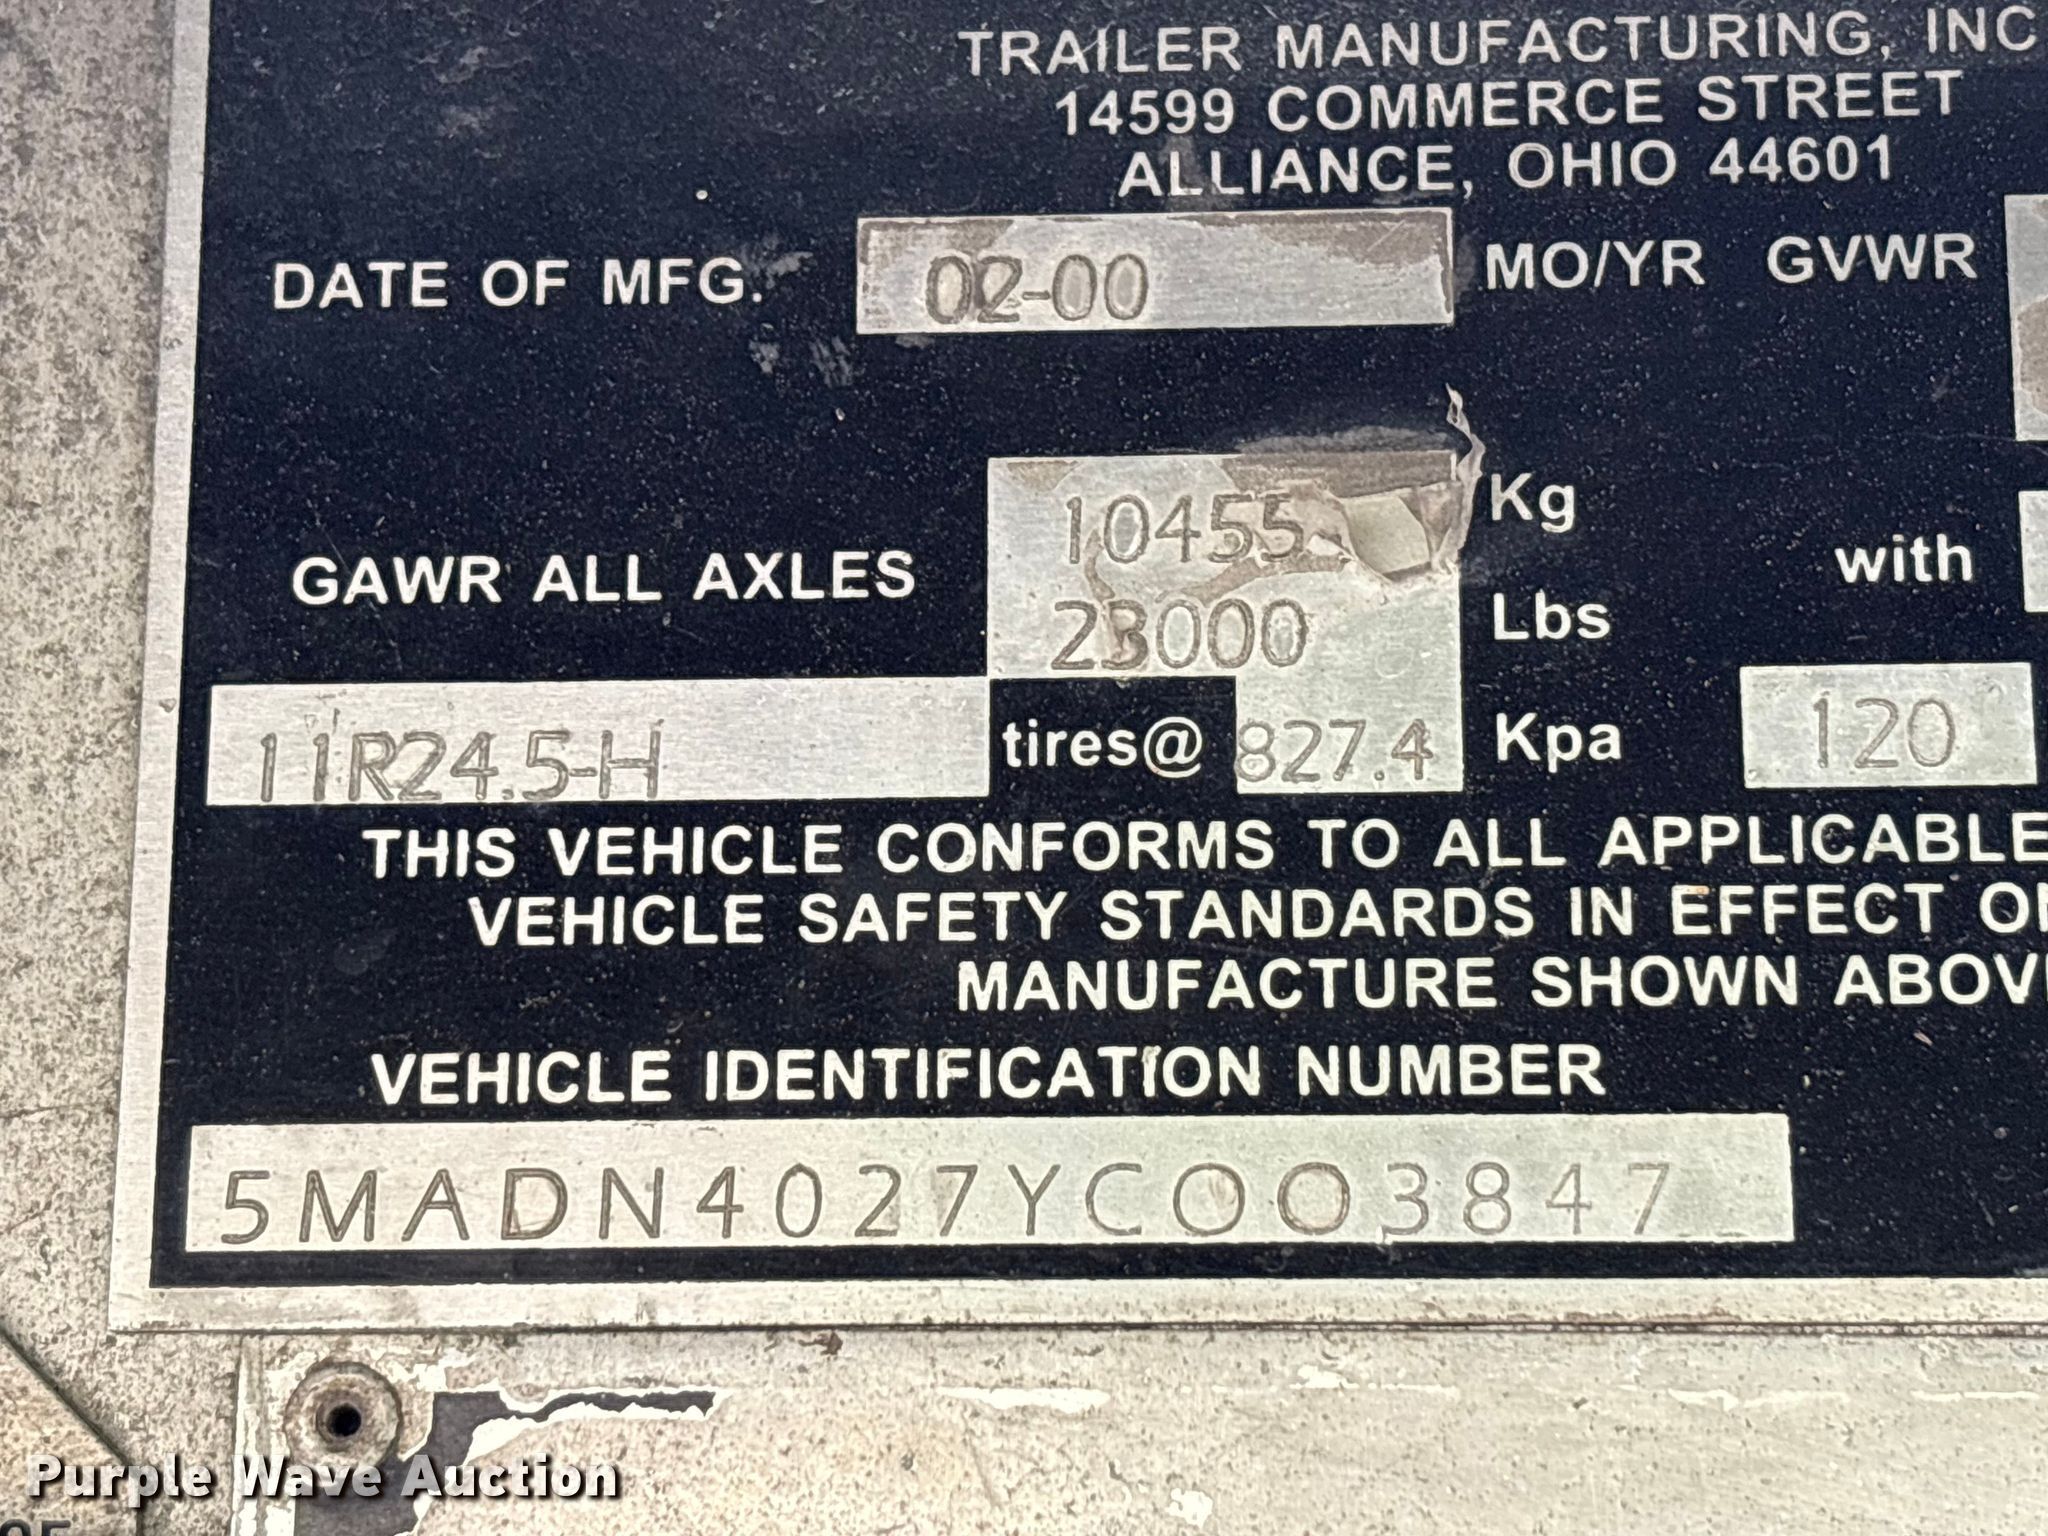 TRAILER MANUFACTURING, INC
14599 COMMERCE STREET
ALLIANCE, OHIO 44601
DATE OF MFG. 02-00 MO/YR GVWR
10455 Kg
GAWR ALL AXLES with
23000 Lbs
11R24.5-H tires@ 827.4 Kpa 120
THIS VEHICLE CONFORMS TO ALL APPLICABLE
VEHICLE SAFETY STANDARDS IN EFFECT
MANUFACTURE SHOWN
VEHICLE IDENTIFICATION NUMBER
5MADN4027YC003847
Purple Wave Auction